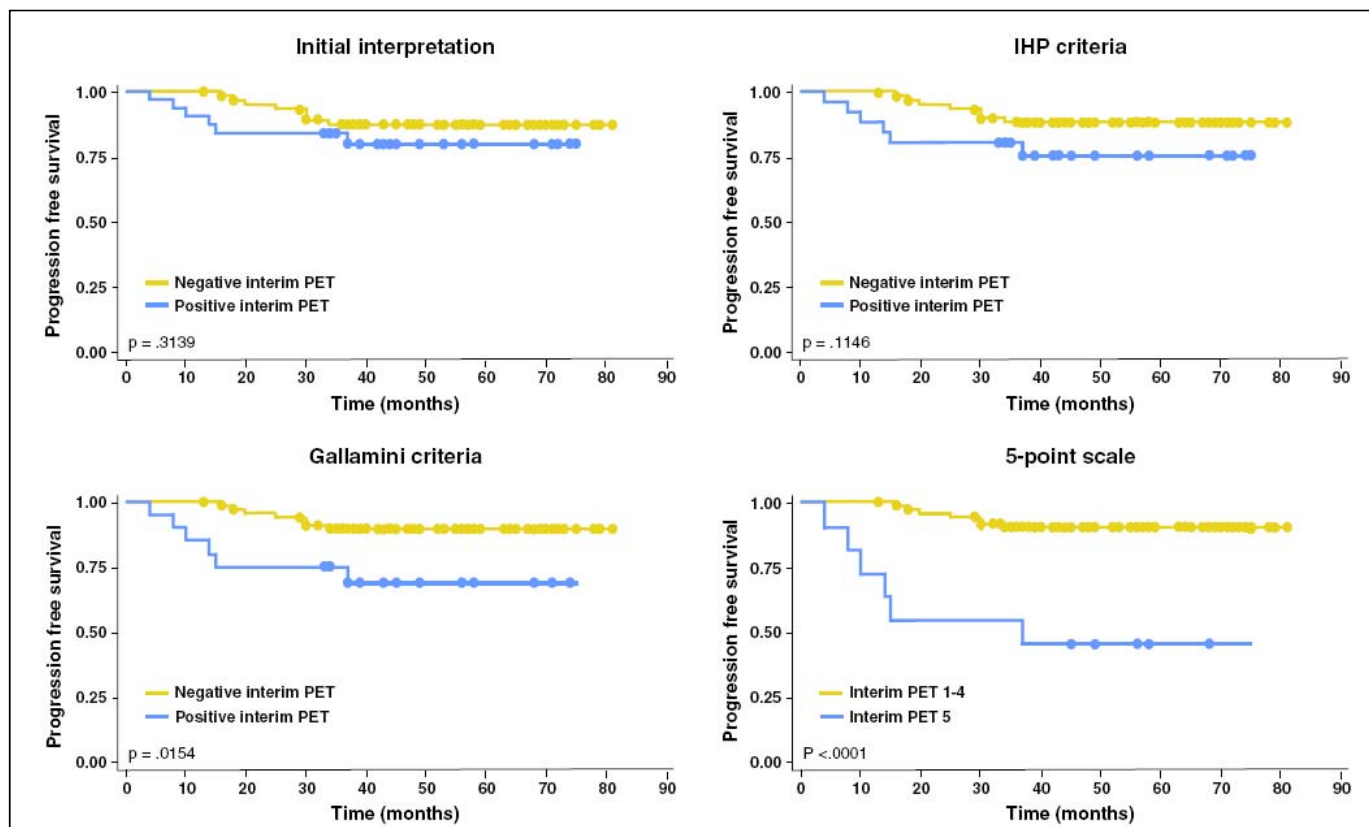 Initial interpretation
Progression free survival
1.00
0.75
0.50
0.25
0.00
Negative interim PET
Positive interim PET
p = .3139
0 10 20 30 40 50 60 70 80 90
Time (months)
IHP criteria
Progression free survival
1.00
0.75
0.50
0.25
0.00
Negative interim PET
Positive interim PET
p = .1146
0 10 20 30 40 50 60 70 80 90
Time (months)
Gallamini criteria
Progression free survival
1.00
0.75
0.50
0.25
0.00
Negative interim PET
Positive interim PET
p = .0154
0 10 20 30 40 50 60 70 80 90
Time (months)
5-point scale
Progression free survival
1.00
0.75
0.50
0.25
0.00
Interim PET 1-4
Interim PET 5
P <.0001
0 10 20 30 40 50 60 70 80 90
Time (months)